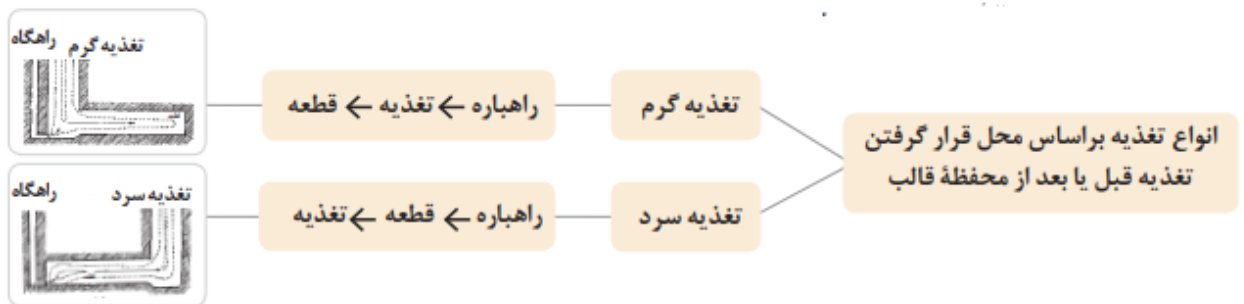 انواع تغذیه براساس محل قرار گرفتن
تغذیه قبل یا بعد از محفظهٔ قالب
تغذیه گرم
راهباره ← تغذیه ← قطعه
تغذیه گرم
راهگاه
تغذیه سرد
راهباره ← قطعه ← تغذیه
تغذیه سرد
راهگاه